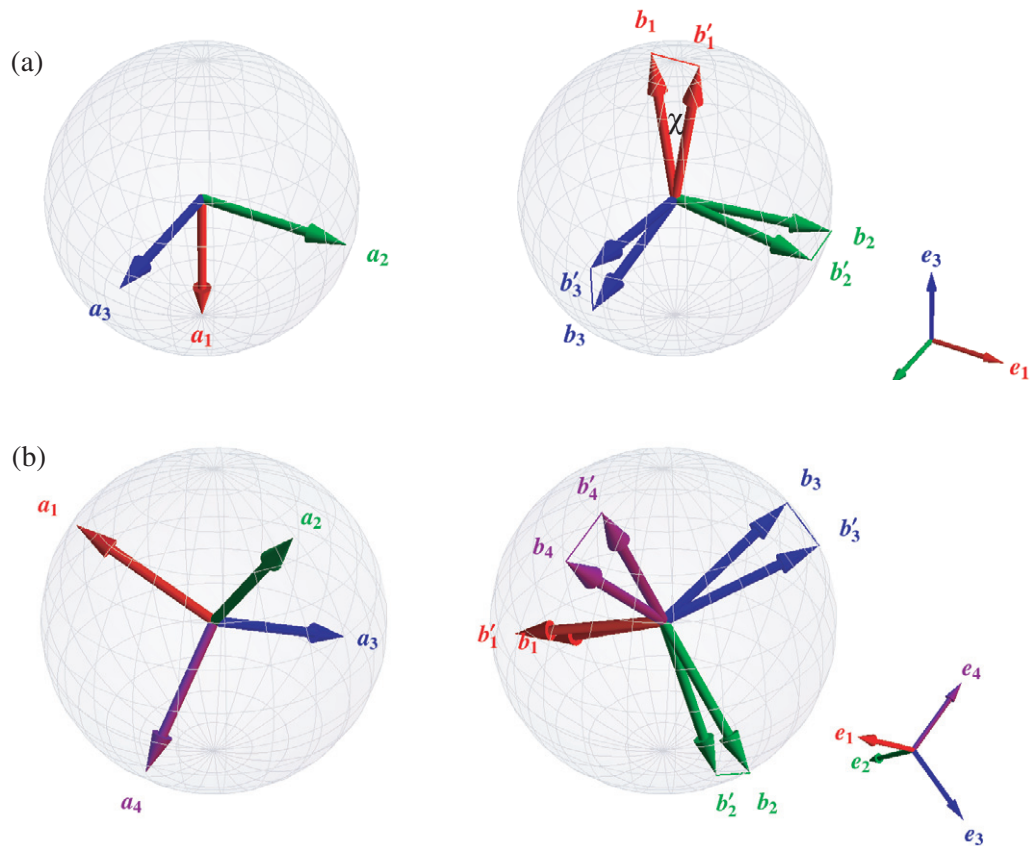 (a)
b₁ b′₁
χ
a₂
b₂
b′₂
a₃
b′₃
a₁
b₃
e₃
e₁
(b)
a₁
a₂
b′₄
b₃
b₄
b′₃
b′₁ b₁
a₃
a₄
b′₂ b₂
e₄
e₁
e₂
e₃